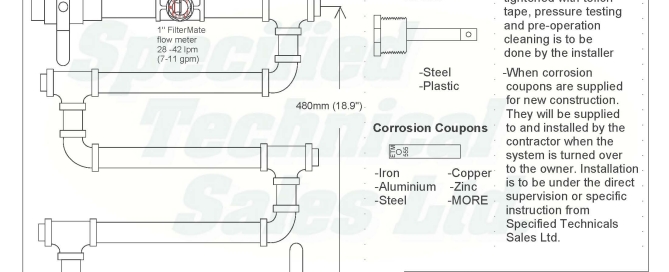 1" FilterMate
flow meter
28 -42 lpm
(7-11 gpm)
480mm (18.9")
-Steel
-Plastic
Corrosion Coupons
ETM
555
-Iron
-Aluminium
-Steel
-Copper
-Zinc
-MORE
tightened with teflon
tape, pressure testing
and pre-operation
cleaning is to be
done by the installer
-When corrosion
coupons are supplied
for new construction.
They will be supplied
to and installed by the
contractor when the
system is turned over
to the owner. Installation
is to be under the direct
supervision or specific
instruction from
Specified Technicals
Sales Ltd.
Specified
Technical
Sales Ltd.